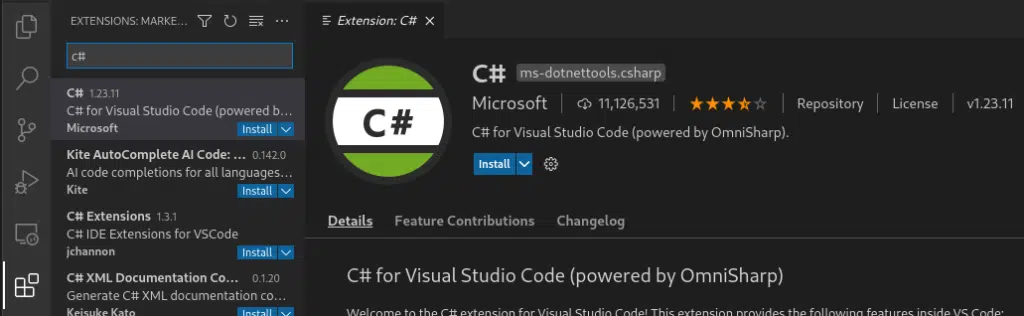 EXTENSIONS: MARKE...
c#
C# 1.23.11
C# for Visual Studio Code (powered b...
Microsoft Install
Kite AutoComplete AI Code: ... 0.142.0
AI code completions for all languages...
Kite Install
C# Extensions 1.3.1
C# IDE Extensions for VSCode
jchannon Install
C# XML Documentation Co... 0.1.20
Generate C# XML documentation co...
Keisuke Kato Install
Extension: C#
C#
C# ms-dotnettools.csharp
Microsoft 11,126,531 Repository License v1.23.11
C# for Visual Studio Code (powered by OmniSharp).
Install
Details Feature Contributions Changelog
C# for Visual Studio Code (powered by OmniSharp)
Welcome to the C# extension for Visual Studio Code! This extension provides the following features inside VS Code: